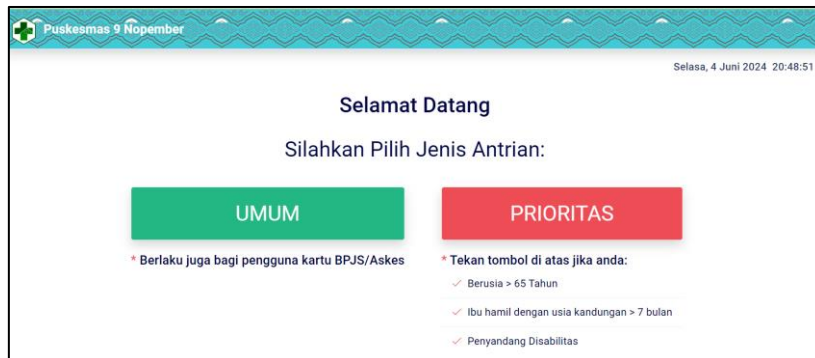 Puskesmas 9 Nopember
Selasa, 4 Juni 2024 20:48:51
Selamat Datang
Silahkan Pilih Jenis Antrian:
UMUM
* Berlaku juga bagi pengguna kartu BPJS/Askes
PRIORITAS
* Tekan tombol di atas jika anda:
Berusia > 65 Tahun
Ibu hamil dengan usia kandungan > 7 bulan
Penyandang Disabilitas